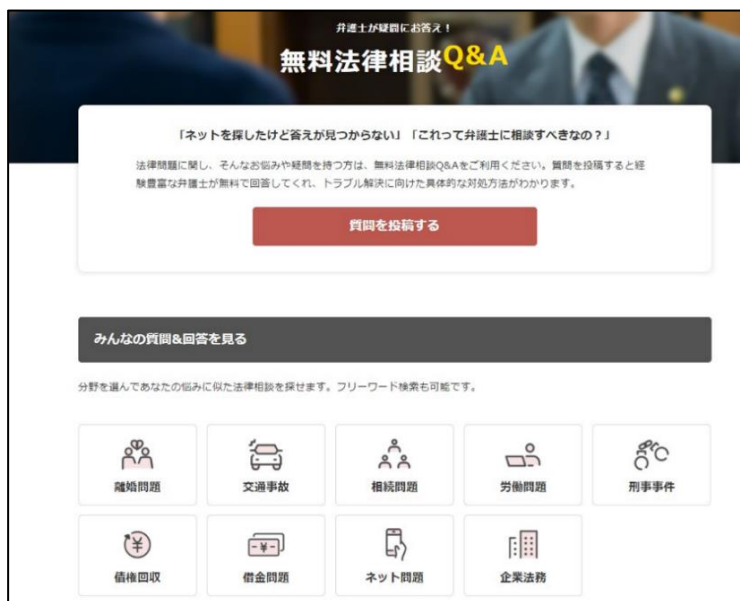 弁護士が疑問にお答え！
無料法律相談Q&A
「ネットを探したけど答えが見つからない」「これって弁護士に相談すべきなの？」
法律問題に関し、そんなお悩みや疑問を持つ方は、無料法律相談Q&Aをご利用ください。質問を投稿すると経
験豊富な弁護士が無料で回答してくれ、トラブル解決に向けた具体的な対処方法がわかります。
質問を投稿する
みんなの質問&回答を見る
分野を選んであなたの悩みに似た法律相談を探せます。フリーワード検索も可能です。
離婚問題
交通事故
相続問題
労働問題
刑事事件
債権回収
借金問題
ネット問題
企業法務